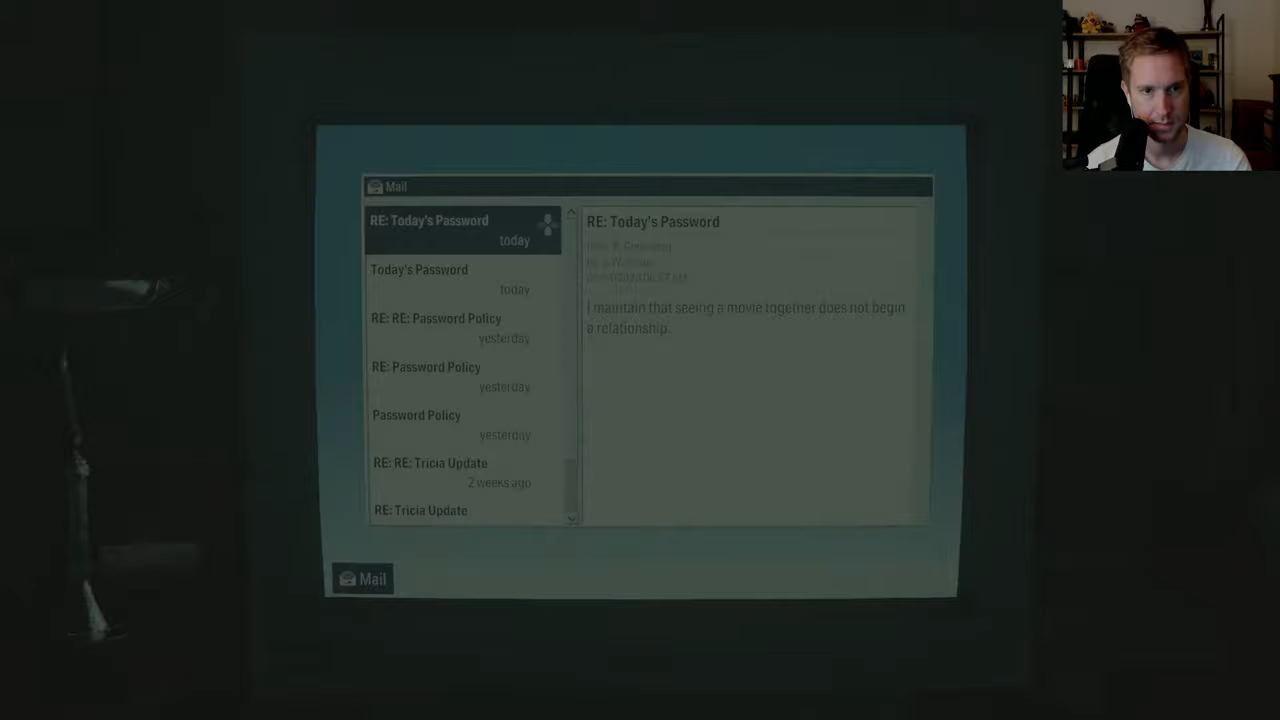 Mail
RE: Today's Password
today
Today's Password
today
RE: RE: Password Policy
yesterday
RE: Password Policy
yesterday
Password Policy
yesterday
RE: RE: Tricia Update
2 weeks ago
RE: Tricia Update
RE: Today's Password
I maintain that seeing a movie together does not begin
a relationship.
Mail